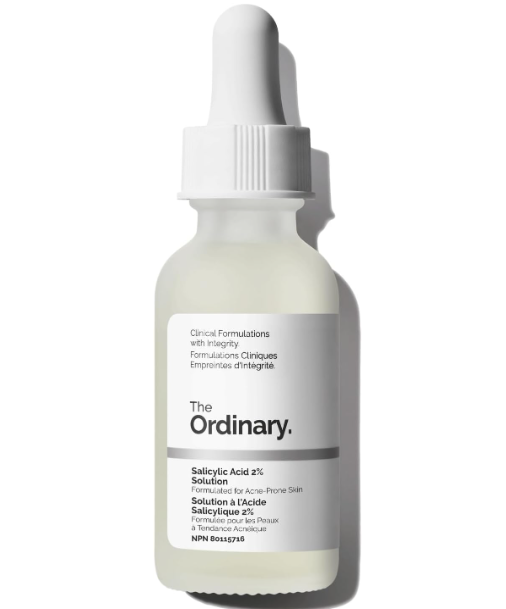 Clinical Formulations
with Integrity.
Formulations Cliniques
Empreintes d'Intégrité.
The
Ordinary.
Salicylic Acid 2%
Solution
Formulated for Acne-Prone Skin
Solution à l'Acide
Salicylique 2%
Formulée pour les Peaux
à Tendance Acnéique
NPN 80115716